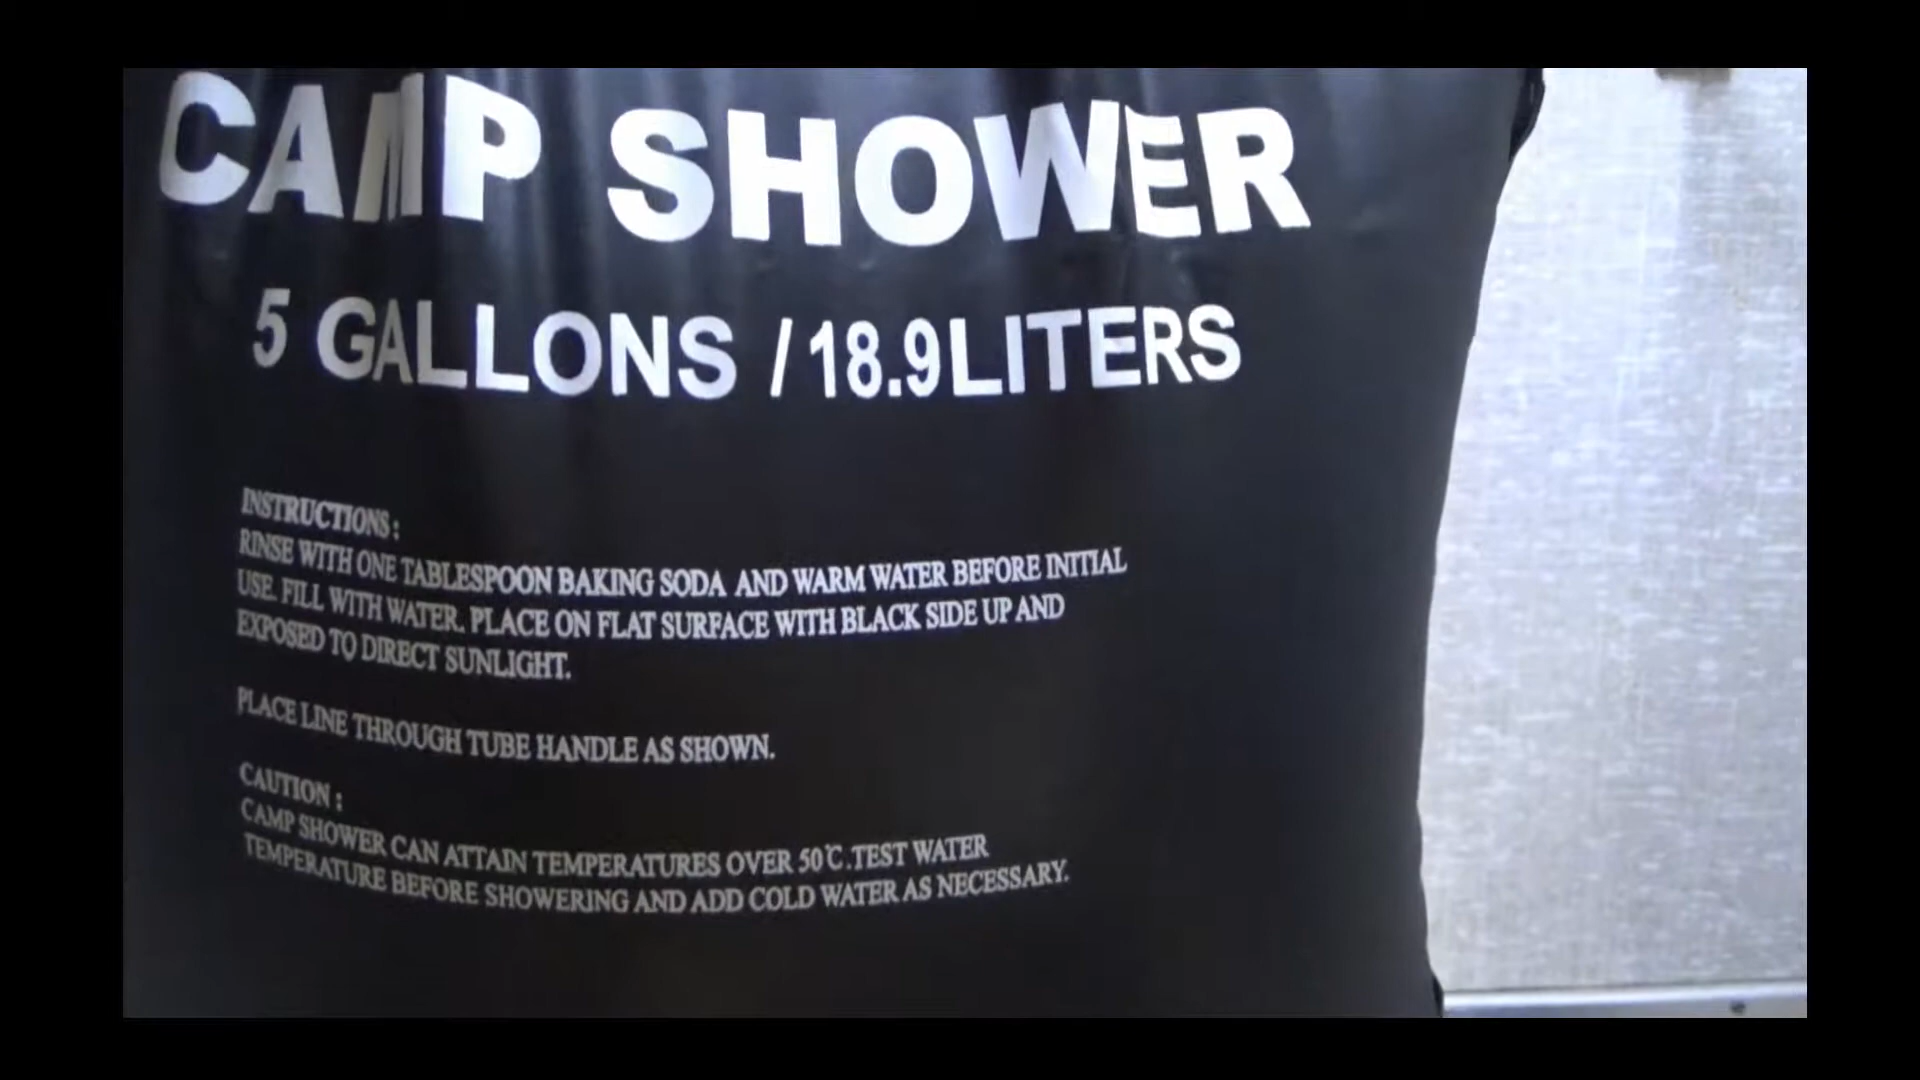 CAMP SHOWER
5 GALLONS / 18.9LITERS
INSTRUCTIONS :
RINSE WITH ONE TABLESPOON BAKING SODA AND WARM WATER BEFORE INITIAL
USE. FILL WITH WATER. PLACE ON FLAT SURFACE WITH BLACK SIDE UP AND
EXPOSED TO DIRECT SUNLIGHT.
PLACE LINE THROUGH TUBE HANDLE AS SHOWN.
CAUTION :
CAMP SHOWER CAN ATTAIN TEMPERATURES OVER 50℃.TEST WATER
TEMPERATURE BEFORE SHOWERING AND ADD COLD WATER AS NECESSARY.